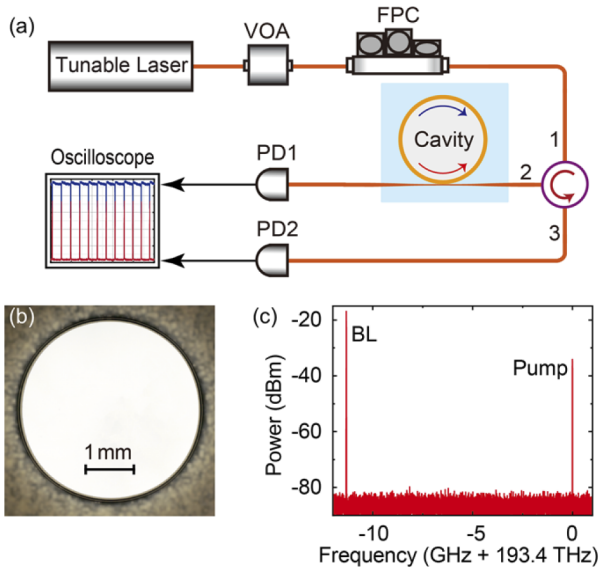 (a)
VOA
FPC
Tunable Laser
Cavity
1
2
3
Oscilloscope
PD1
PD2
(b)
1 mm
(c)
-20
-40
-60
-80
Power (dBm)
BL
Pump
-10
-5
0
Frequency (GHz + 193.4 THz)